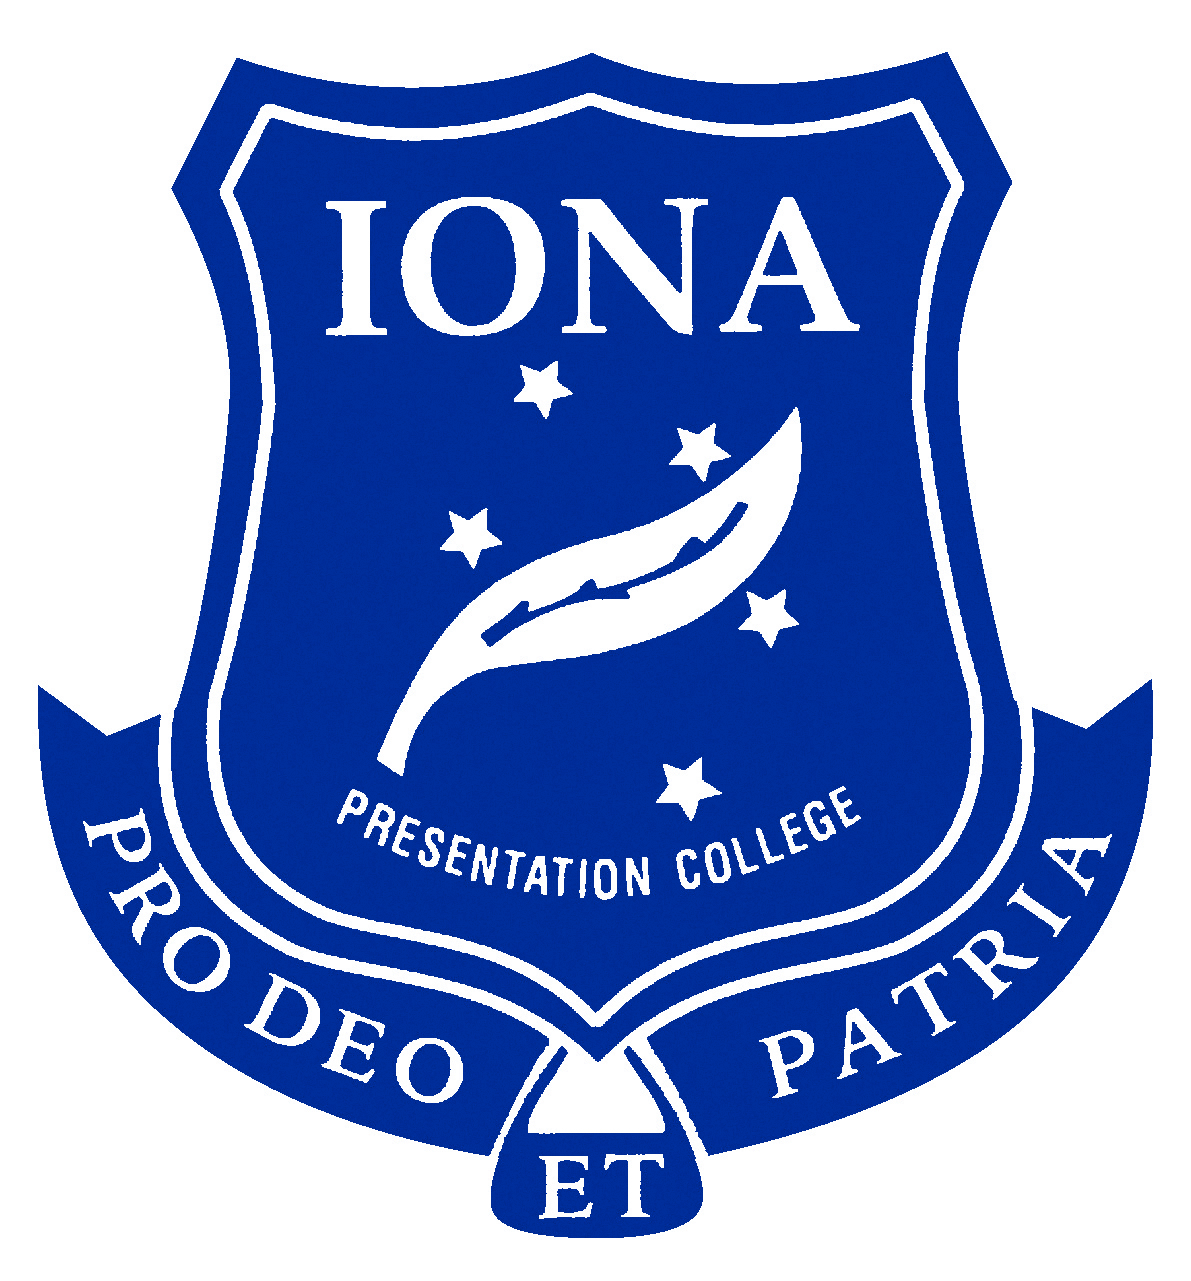 IONA
PRESENTATION COLLEGE
PRO DEO
ET
PATRIA